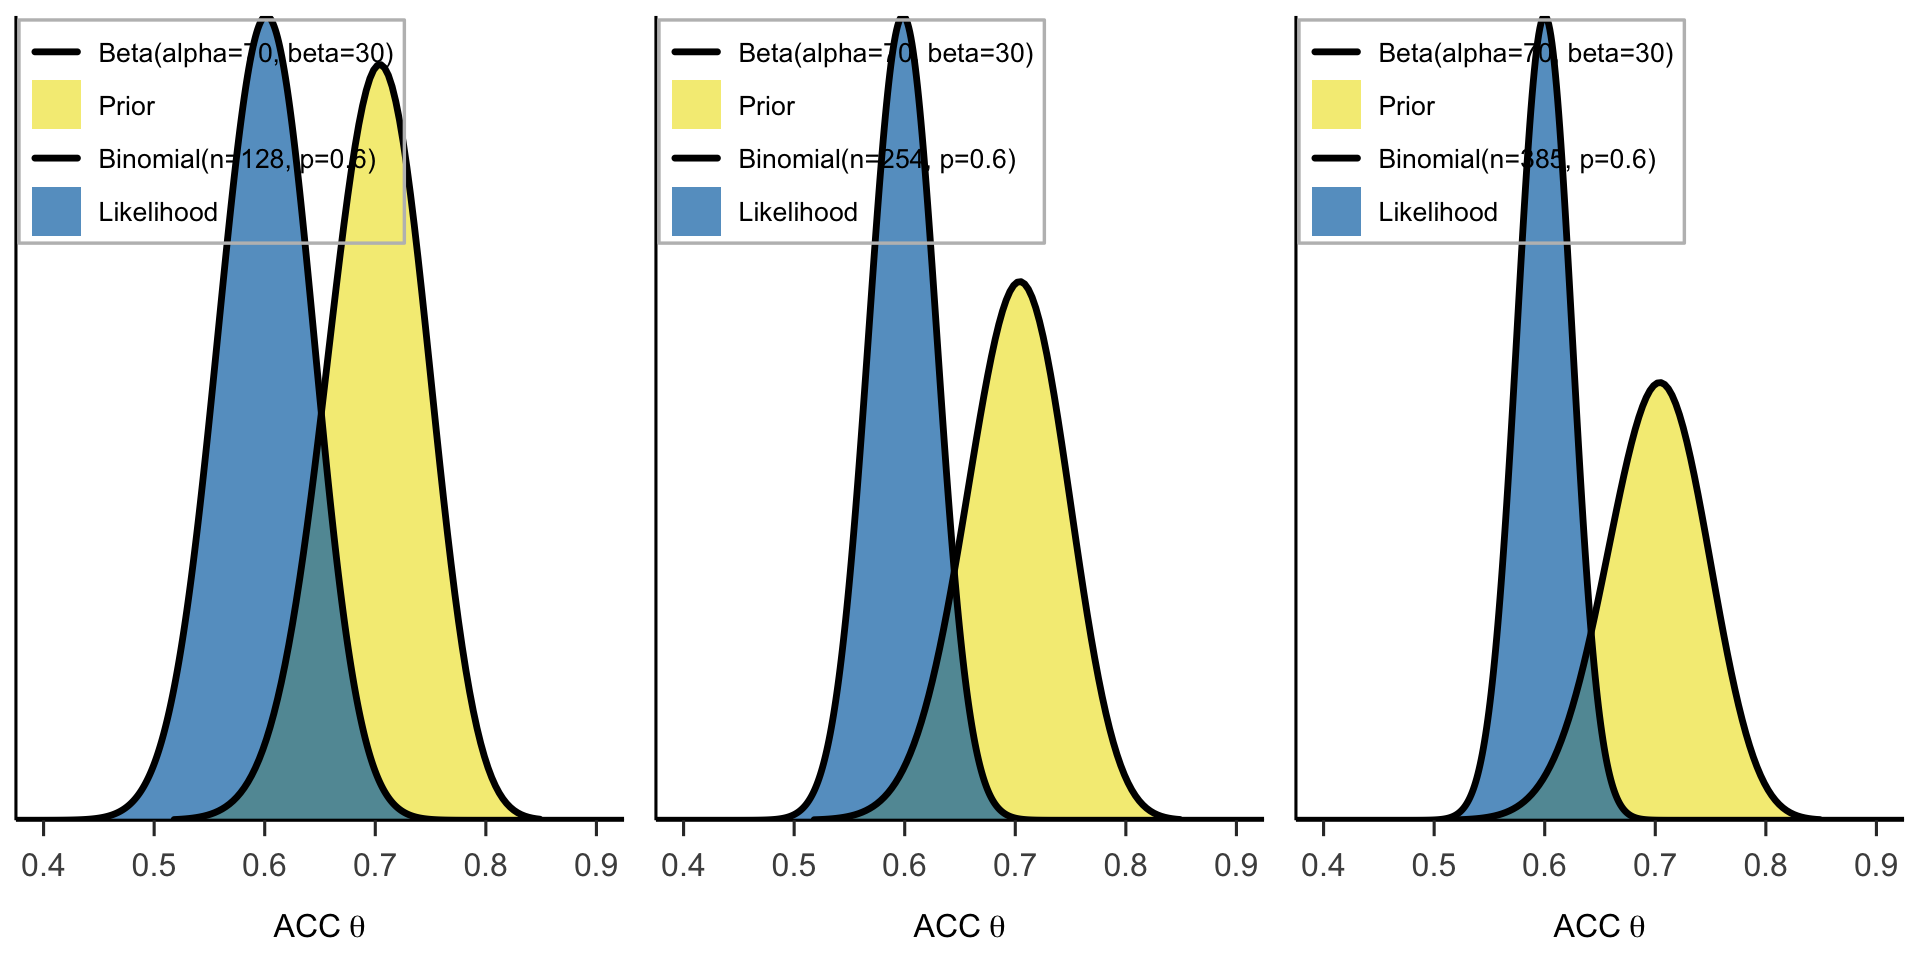 Beta(alpha=70, beta=30)
Prior
Binomial(n=128, p=0.6)
Likelihood
0.4 0.5 0.6 0.7 0.8 0.9
ACC θ
Beta(alpha=70, beta=30)
Prior
Binomial(n=254, p=0.6)
Likelihood
0.4 0.5 0.6 0.7 0.8 0.9
ACC θ
Beta(alpha=70, beta=30)
Prior
Binomial(n=385, p=0.6)
Likelihood
0.4 0.5 0.6 0.7 0.8 0.9
ACC θ